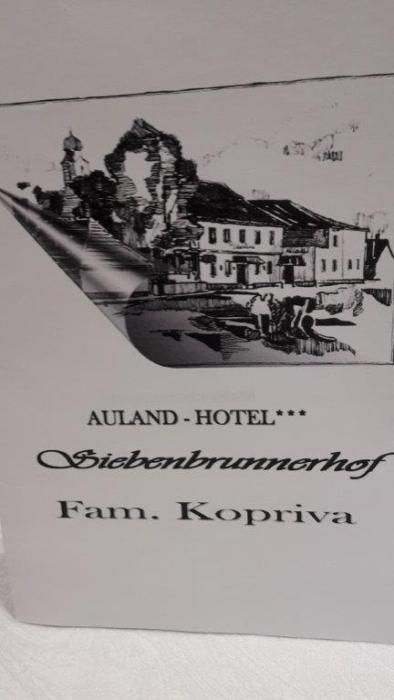 AULAND - HOTEL***
Siebenbrunnerhof
Fam. Kopriva